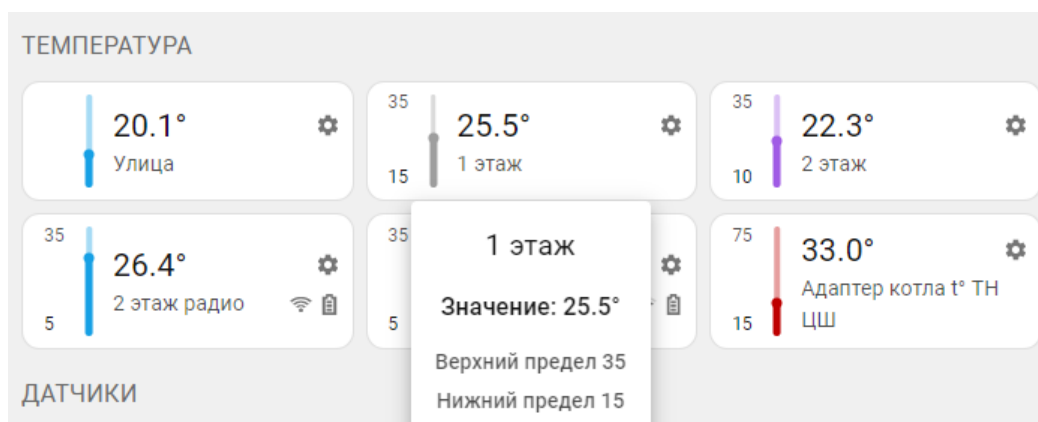 ТЕМПЕРАТУРА
20.1°
Улица
35
25.5°
1 этаж
15
35
22.3°
2 этаж
10
35
26.4°
2 этаж радио
5
35
5
1 этаж
Значение: 25.5°
Верхний предел 35
Нижний предел 15
75
33.0°
Адаптер котла t° ТН
ЦШ
15
ДАТЧИКИ